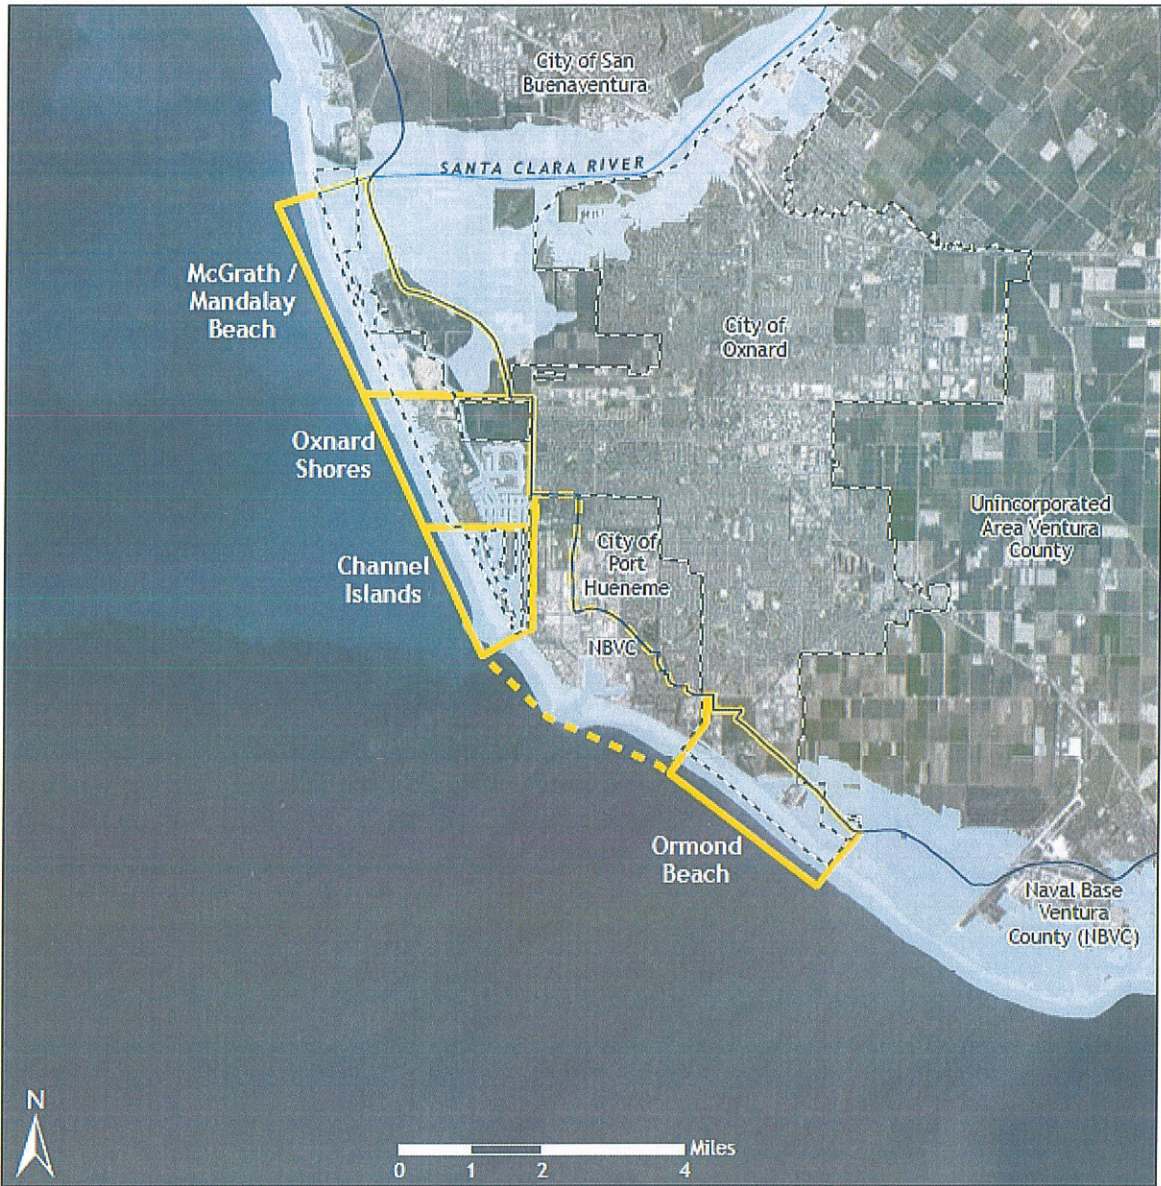 City of San
Buenaventura
SANTA CLARA RIVER
McGrath /
Mandalay
Beach
City of
Oxnard
Oxnard
Shores
Unincorporated
Area Ventura
County
City of
Port
Hueneme
Channel
Islands
NBVC
Ormond
Beach
Naval Base
Ventura
County (NBVC)
N
Miles
0 1 2 4